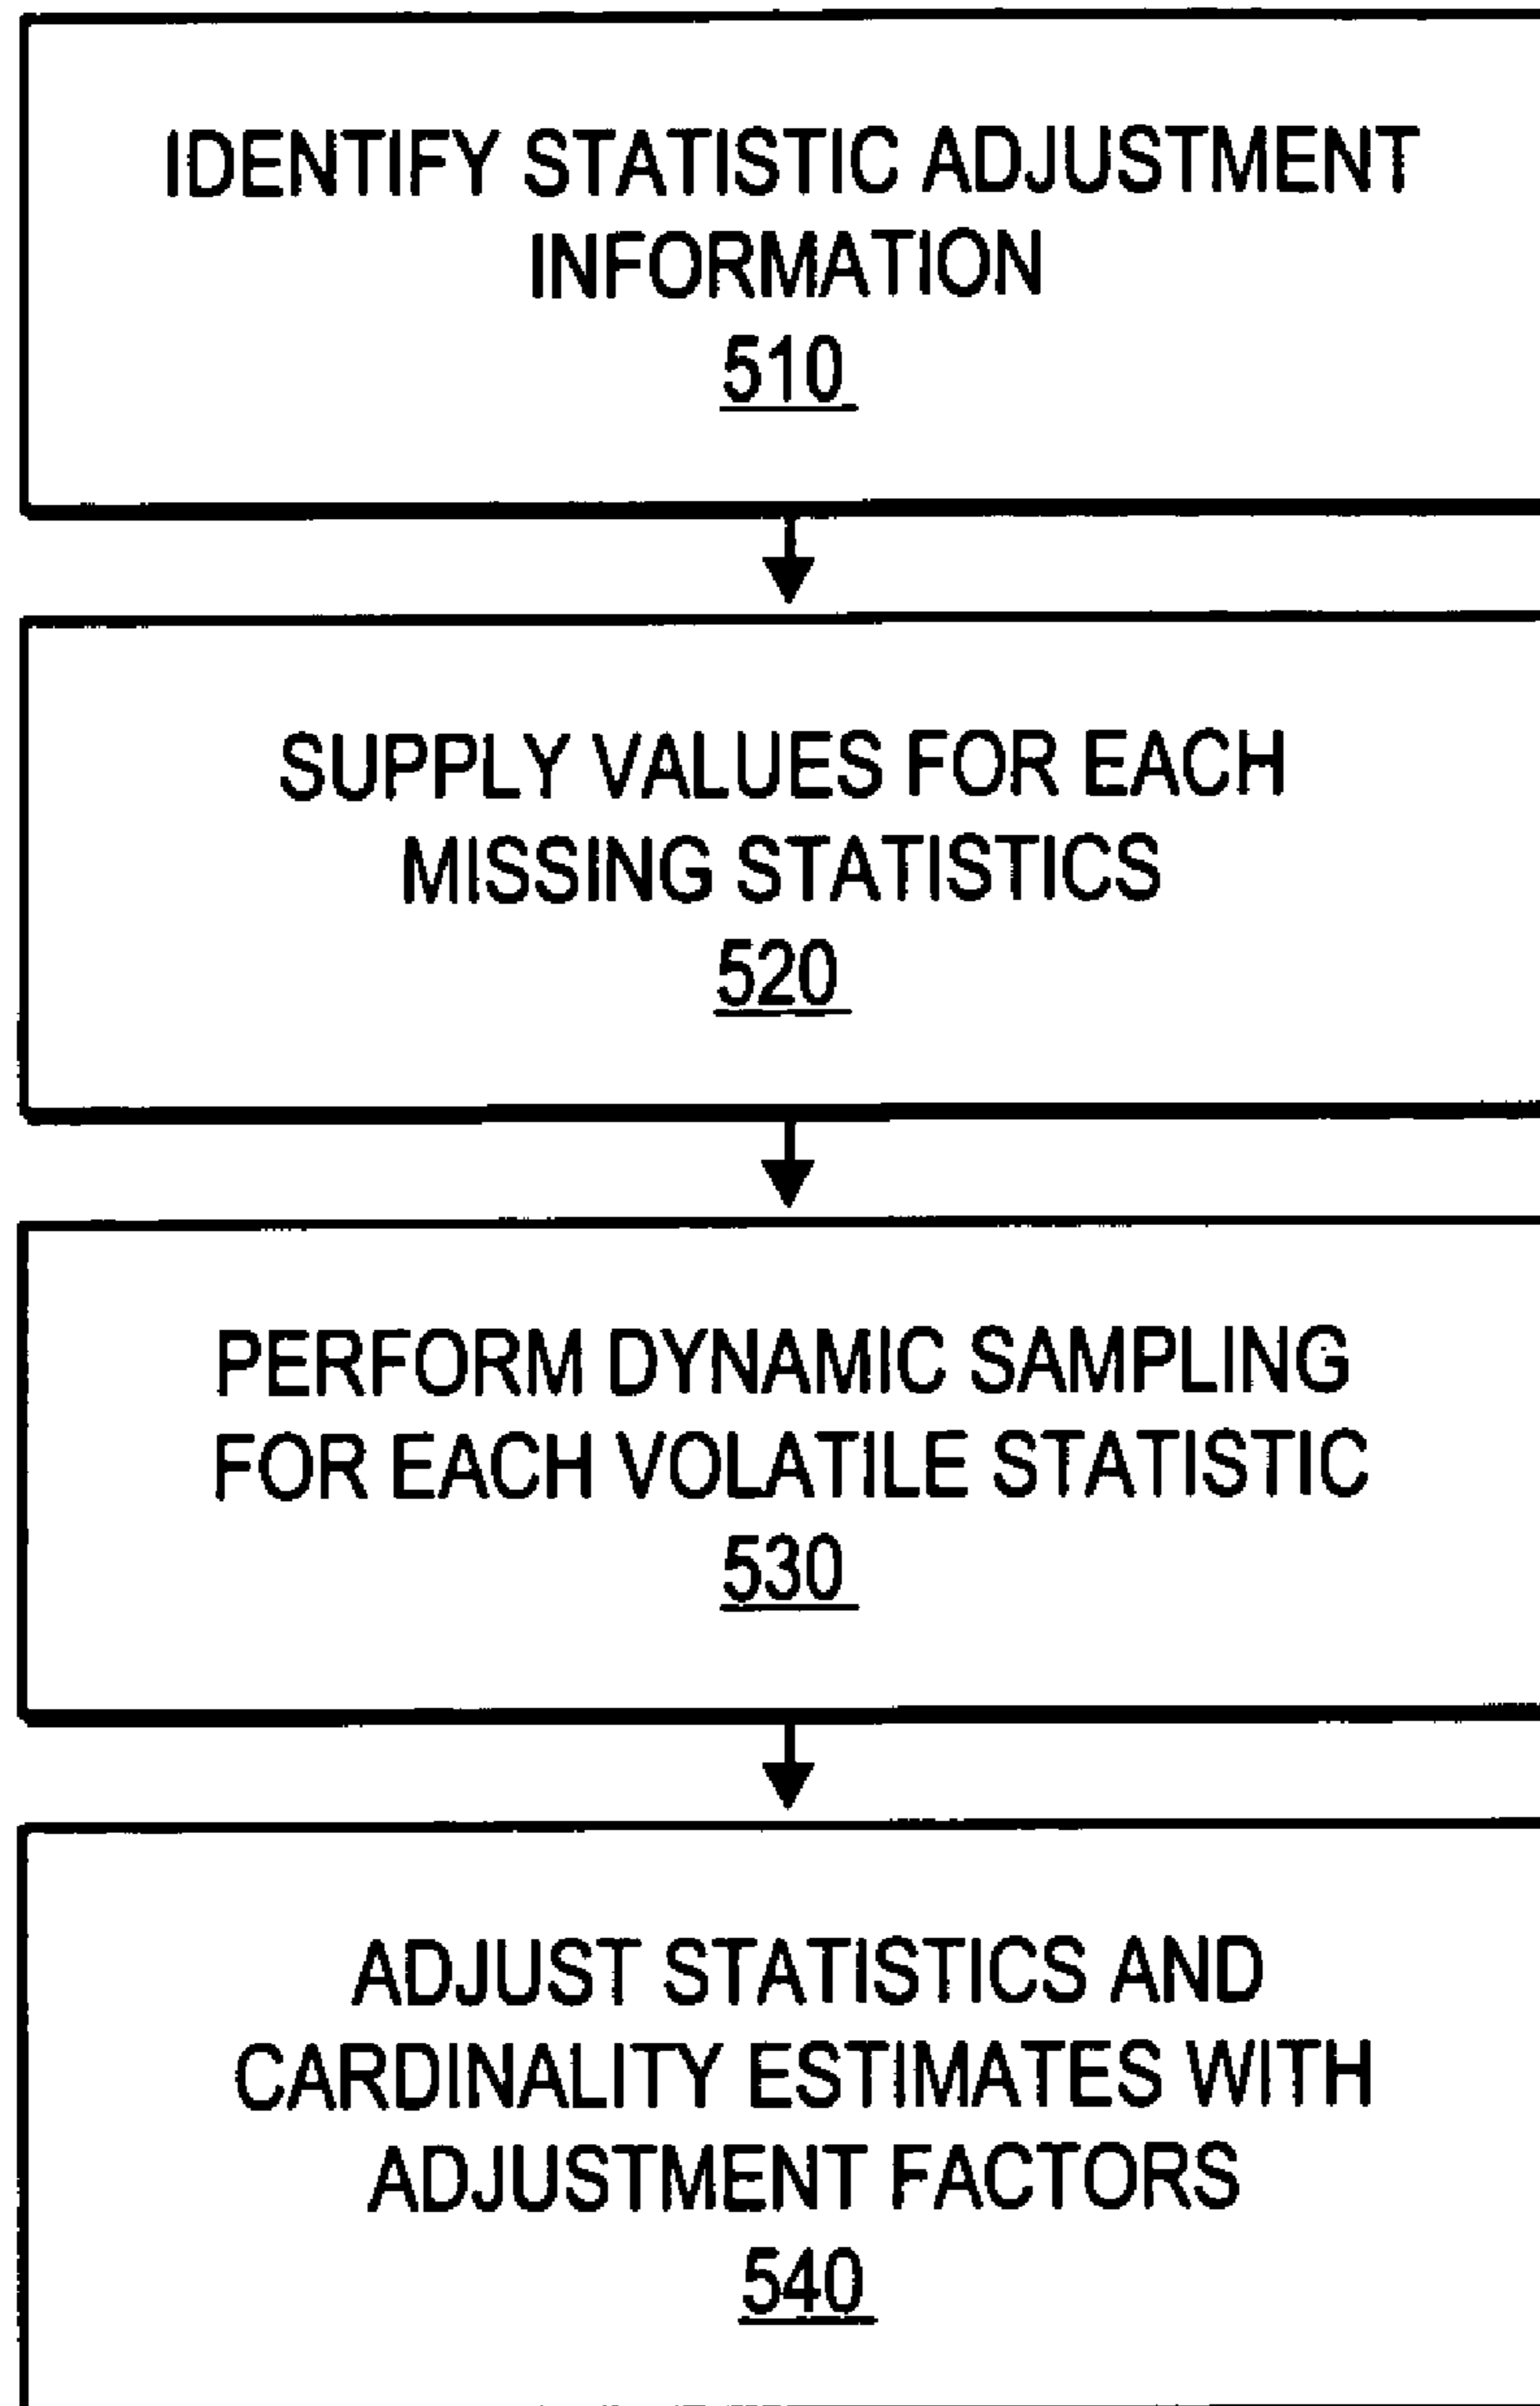 IDENTIFY STATISTIC ADJUSTMENT
INFORMATION
510
SUPPLY VALUES FOR EACH
MISSING STATISTICS
520
PERFORM DYNAMIC SAMPLING
FOR EACH VOLATILE STATISTIC
530
ADJUST STATISTICS AND
CARDINALITY ESTIMATES WITH
ADJUSTMENT FACTORS
540